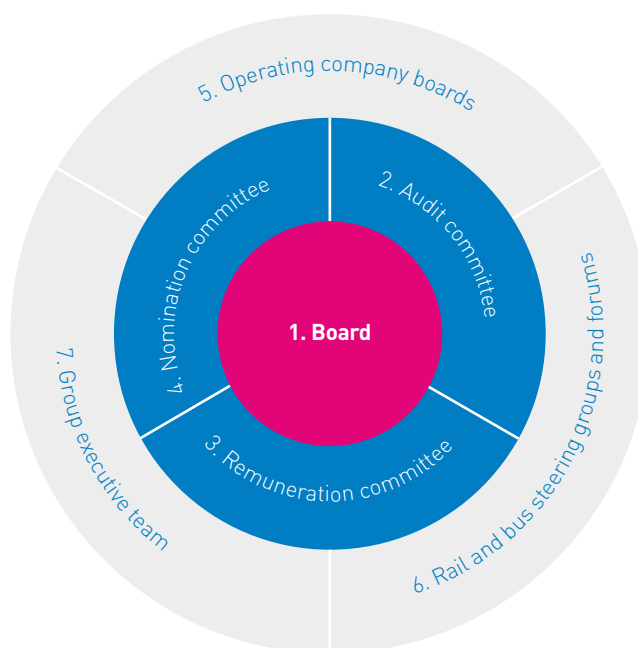 1. Board
2. Audit committee
3. Remuneration committee
4. Nomination committee
5. Operating company boards
6. Rail and bus steering groups and forums
7. Group executive team